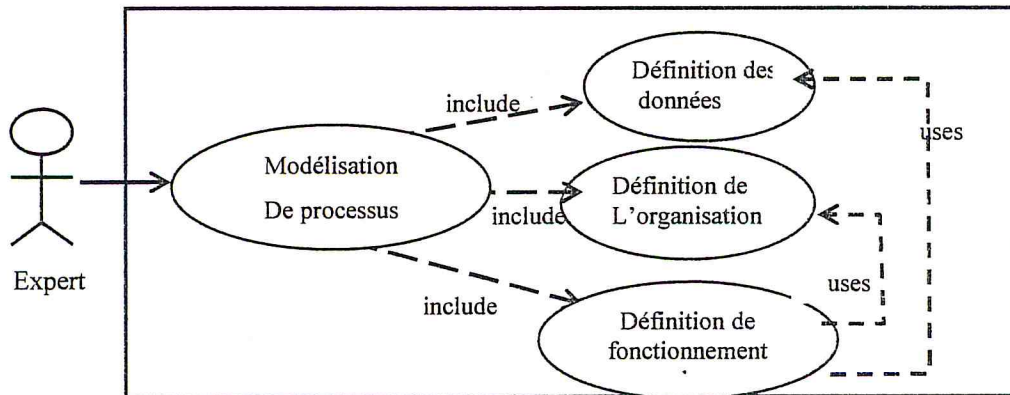 Définition des
données
include
uses
Modélisation
De processus
Définition de
L'organisation
include
Expert
uses
include
Définition de
fonctionnement